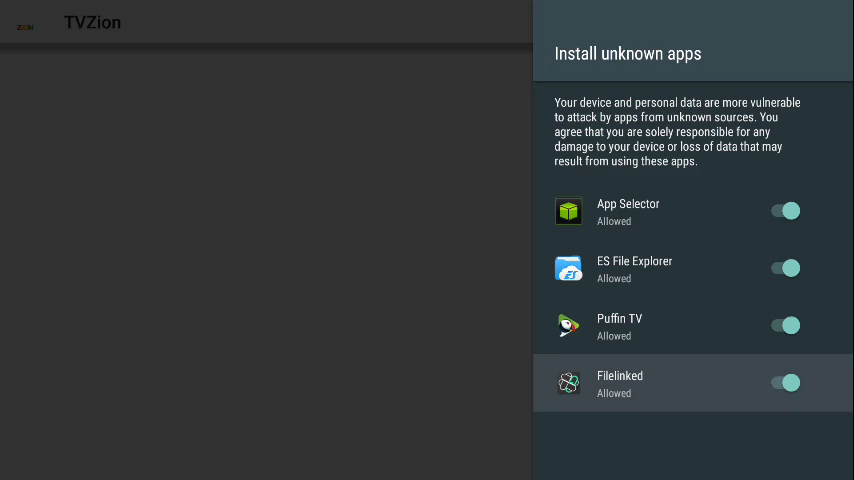 ZION
TVZion
Install unknown apps
Your device and personal data are more vulnerable
to attack by apps from unknown sources. You
agree that you are solely responsible for any
damage to your device or loss of data that may
result from using these apps.
App Selector
Allowed
ES File Explorer
Allowed
Puffin TV
Allowed
Filelinked
Allowed